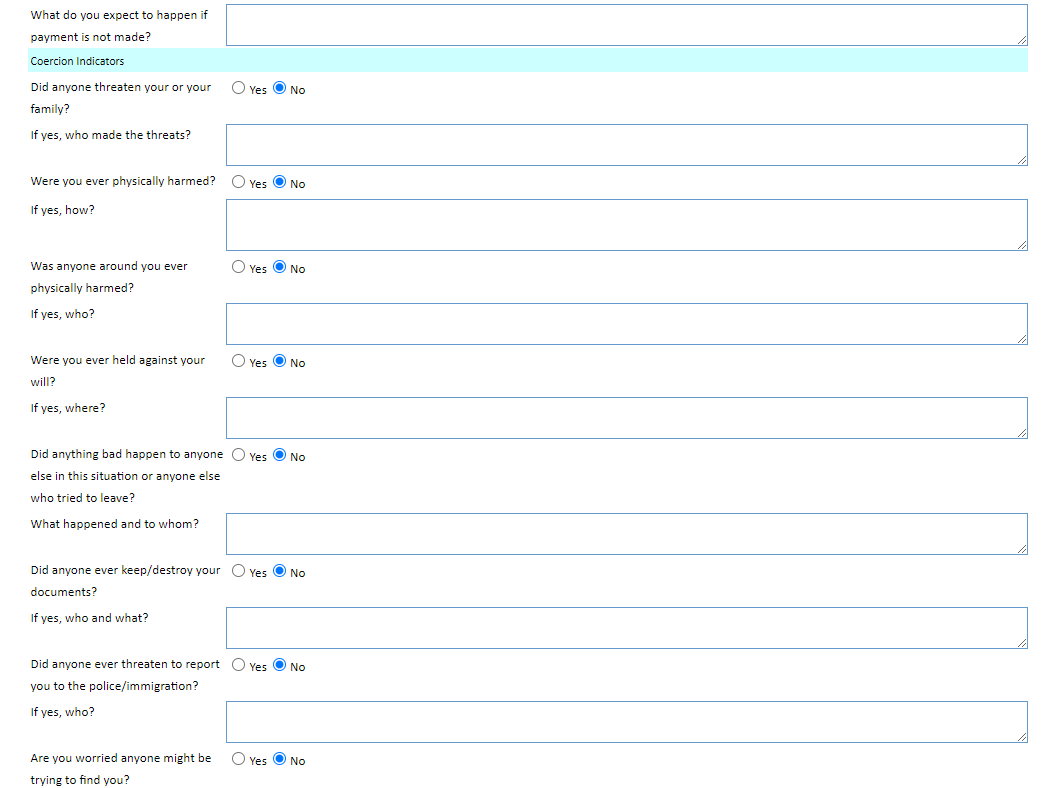 What do you expect to happen if
payment is not made?
Coercion Indicators
Did anyone threaten your or your
family?
Yes No
If yes, who made the threats?
Were you ever physically harmed?
Yes No
If yes, how?
Was anyone around you ever
physically harmed?
Yes No
If yes, who?
Were you ever held against your
will?
Yes No
If yes, where?
Did anything bad happen to anyone
else in this situation or anyone else
who tried to leave?
Yes No
What happened and to whom?
Did anyone ever keep/destroy your
documents?
Yes No
If yes, who and what?
Did anyone ever threaten to report
you to the police/immigration?
Yes No
If yes, who?
Are you worried anyone might be
trying to find you?
Yes No